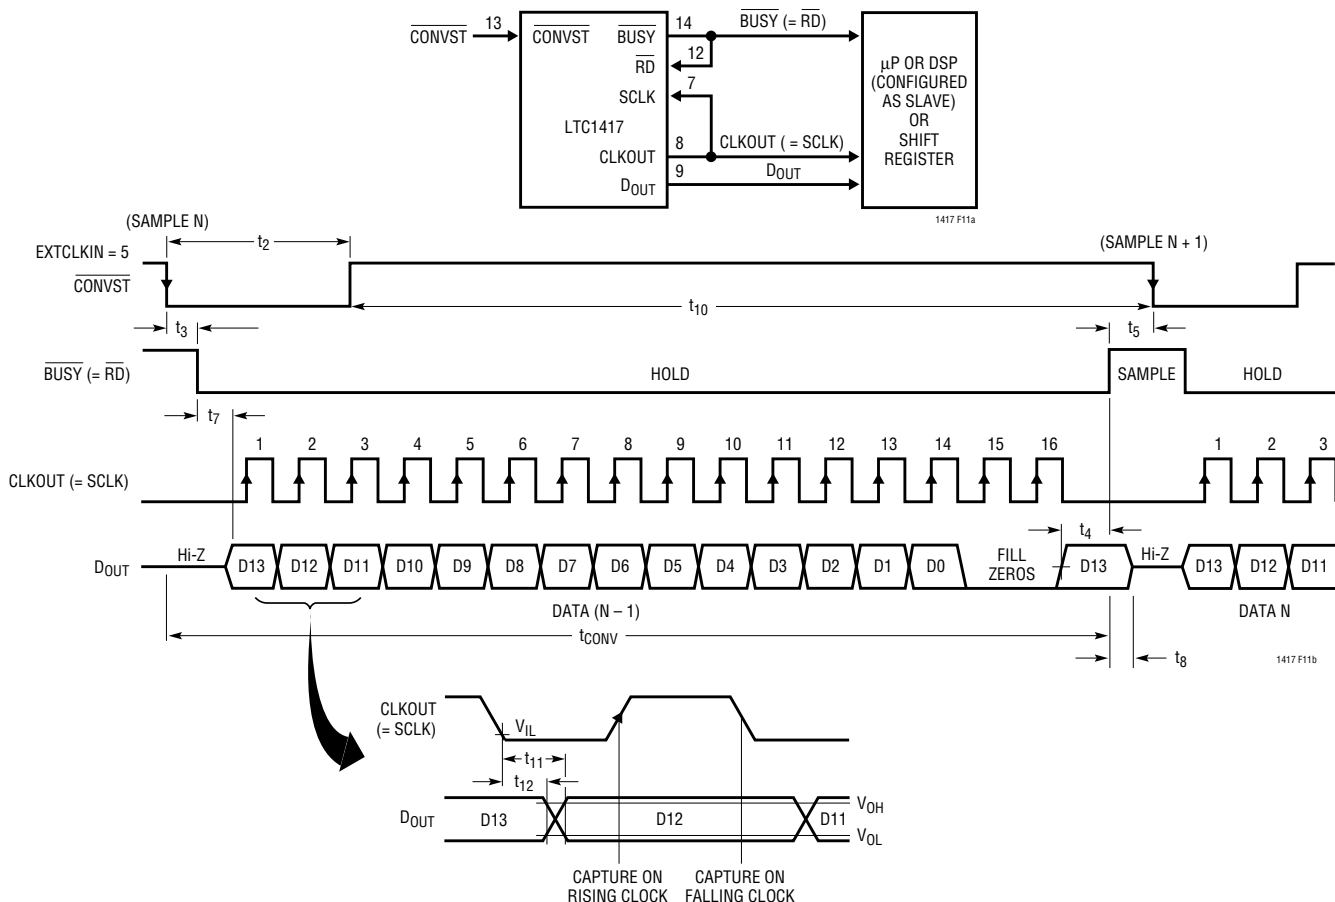 CONVST 13 CONVST BUSY 14 BUSY (= RD)
12
RD
7
SCLK
LTC1417
CLKOUT 8 CLKOUT ( = SCLK)
DOUT 9 DOUT
µP OR DSP
(CONFIGURED
AS SLAVE)
OR
SHIFT
REGISTER
1417 F11a
(SAMPLE N) (SAMPLE N + 1)
EXTCLKIN = 5 t2
CONVST
t10
t3 t5
BUSY (= RD) HOLD SAMPLE HOLD
t7
1 2 3 4 5 6 7 8 9 10 11 12 13 14 15 16 1 2 3
CLKOUT (= SCLK)
t4
DOUT Hi-Z D13 D12 D11 D10 D9 D8 D7 D6 D5 D4 D3 D2 D1 D0 FILL ZEROS D13 Hi-Z D13 D12 D11
DATA (N – 1) DATA N
tCONV
t8
1417 F11b
CLKOUT
(= SCLK)
VIL
t11
t12
VOH
DOUT D13 D12 D11
VOL
CAPTURE ON
RISING CLOCK
CAPTURE ON
FALLING CLOCK